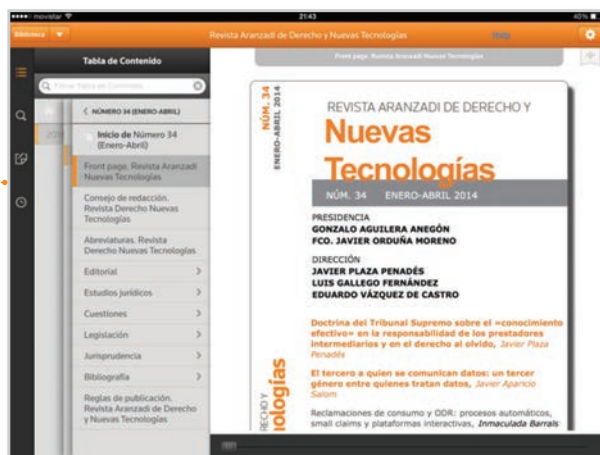 movistar
21:43
40%
Biblioteca
Revista Aranzadi de Derecho y Nuevas Tecnologías
Help
Tabla de Contenido
NÚMERO 34 (ENERO-ABRIL)
Inicio de Número 34
(Enero-Abril)
Front page. Revista Aranzadi
Nuevas Tecnologías
Consejo de redacción.
Revista Derecho Nuevas
Tecnologías
Abreviaturas. Revista
Derecho Nuevas Tecnologías
Editorial
Estudios jurídicos
Cuestiones
Legislación
Jurisprudencia
Bibliografía
Reglas de publicación.
Revista Aranzadi de Derecho
y Nuevas Tecnologías
Front page. Revista Aranzadi Nuevas Tecnologías
NÚM. 34
ENERO-ABRIL 2014
REVISTA ARANZADI DE DERECHO Y
Nuevas
Tecnologías
NÚM. 34 ENERO-ABRIL 2014
PRESIDENCIA
GONZALO AGUILERA ANEGÓN
FCO. JAVIER ORDUÑA MORENO
DIRECCIÓN
JAVIER PLAZA PENADÉS
LUIS GALLEGO FERNÁNDEZ
EDUARDO VÁZQUEZ DE CASTRO
Doctrina del Tribunal Supremo sobre el «conocimiento
efectivo» en la responsabilidad de los prestadores
intermediarios y en el derecho al olvido, Javier Plaza
Penadés
El tercero a quien se comunican datos: un tercer
género entre quienes tratan datos, Javier Aparicio
Salom
Reclamaciones de consumo y ODR: procesos automáticos,
small claims y plataformas interactivas, Inmaculada Barrals